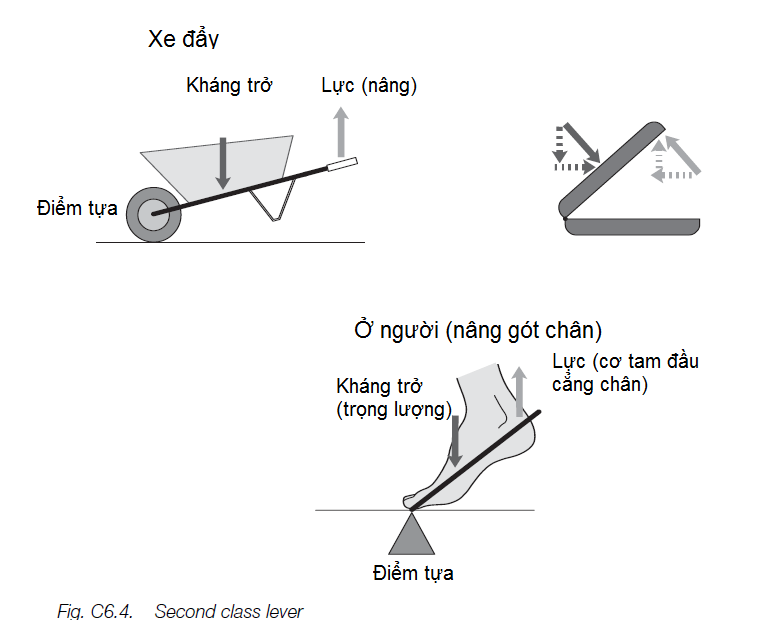 Xe đẩy
Kháng trở
Lực (nâng)
Điểm tựa
Ở người (nâng gót chân)
Lực (cơ tam đầu
cẳng chân)
Kháng trở
(trọng lượng)
Điểm tựa
Fig. C6.4. Second class lever